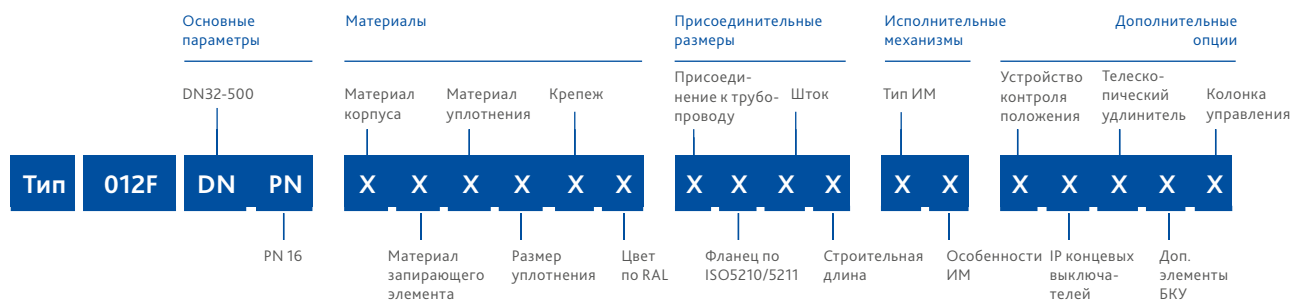 Основные
параметры
Материалы
Присоединительные
размеры
Исполнительные
механизмы
Дополнительные
опции
DN32-500
Материал
корпуса
Материал
уплотнения
Крепеж
Присоеди-
нение к трубо-
проводу
Шток
Тип ИМ
Устройство
контроля
положения
Телеско-
пический
удлинитель
Колонка
управления
Тип 012F DN PN X X X X X X X X X X X X X X X X X
PN 16
Материал
запирающего
элемента
Размер
уплотнения
Цвет
по RAL
Фланец по
ISO5210/5211
Строительная
длина
Особенности
ИМ
IP концевых
выключа-
телей
Доп.
элементы
БКУ